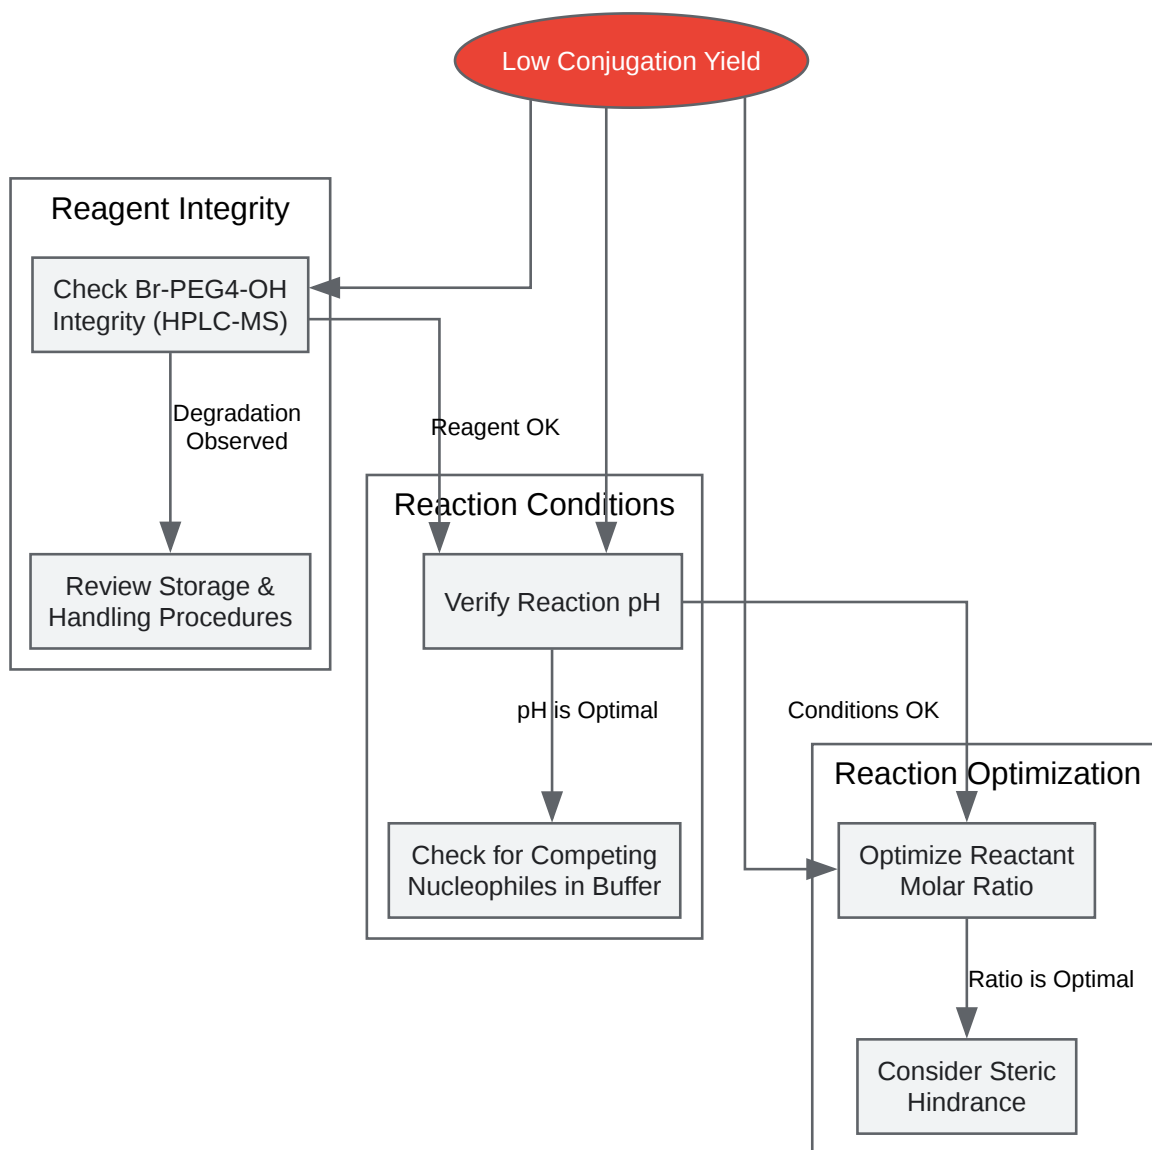 Low Conjugation Yield
Reagent Integrity
Check Br-PEG4-OH
Integrity (HPLC-MS)
Degradation
Observed
Reagent OK
Reaction Conditions
Review Storage &
Handling Procedures
Verify Reaction pH
pH is Optimal
Conditions OK
Reaction Optimization
Check for Competing
Nucleophiles in Buffer
Optimize Reactant
Molar Ratio
Ratio is Optimal
Consider Steric
Hindrance